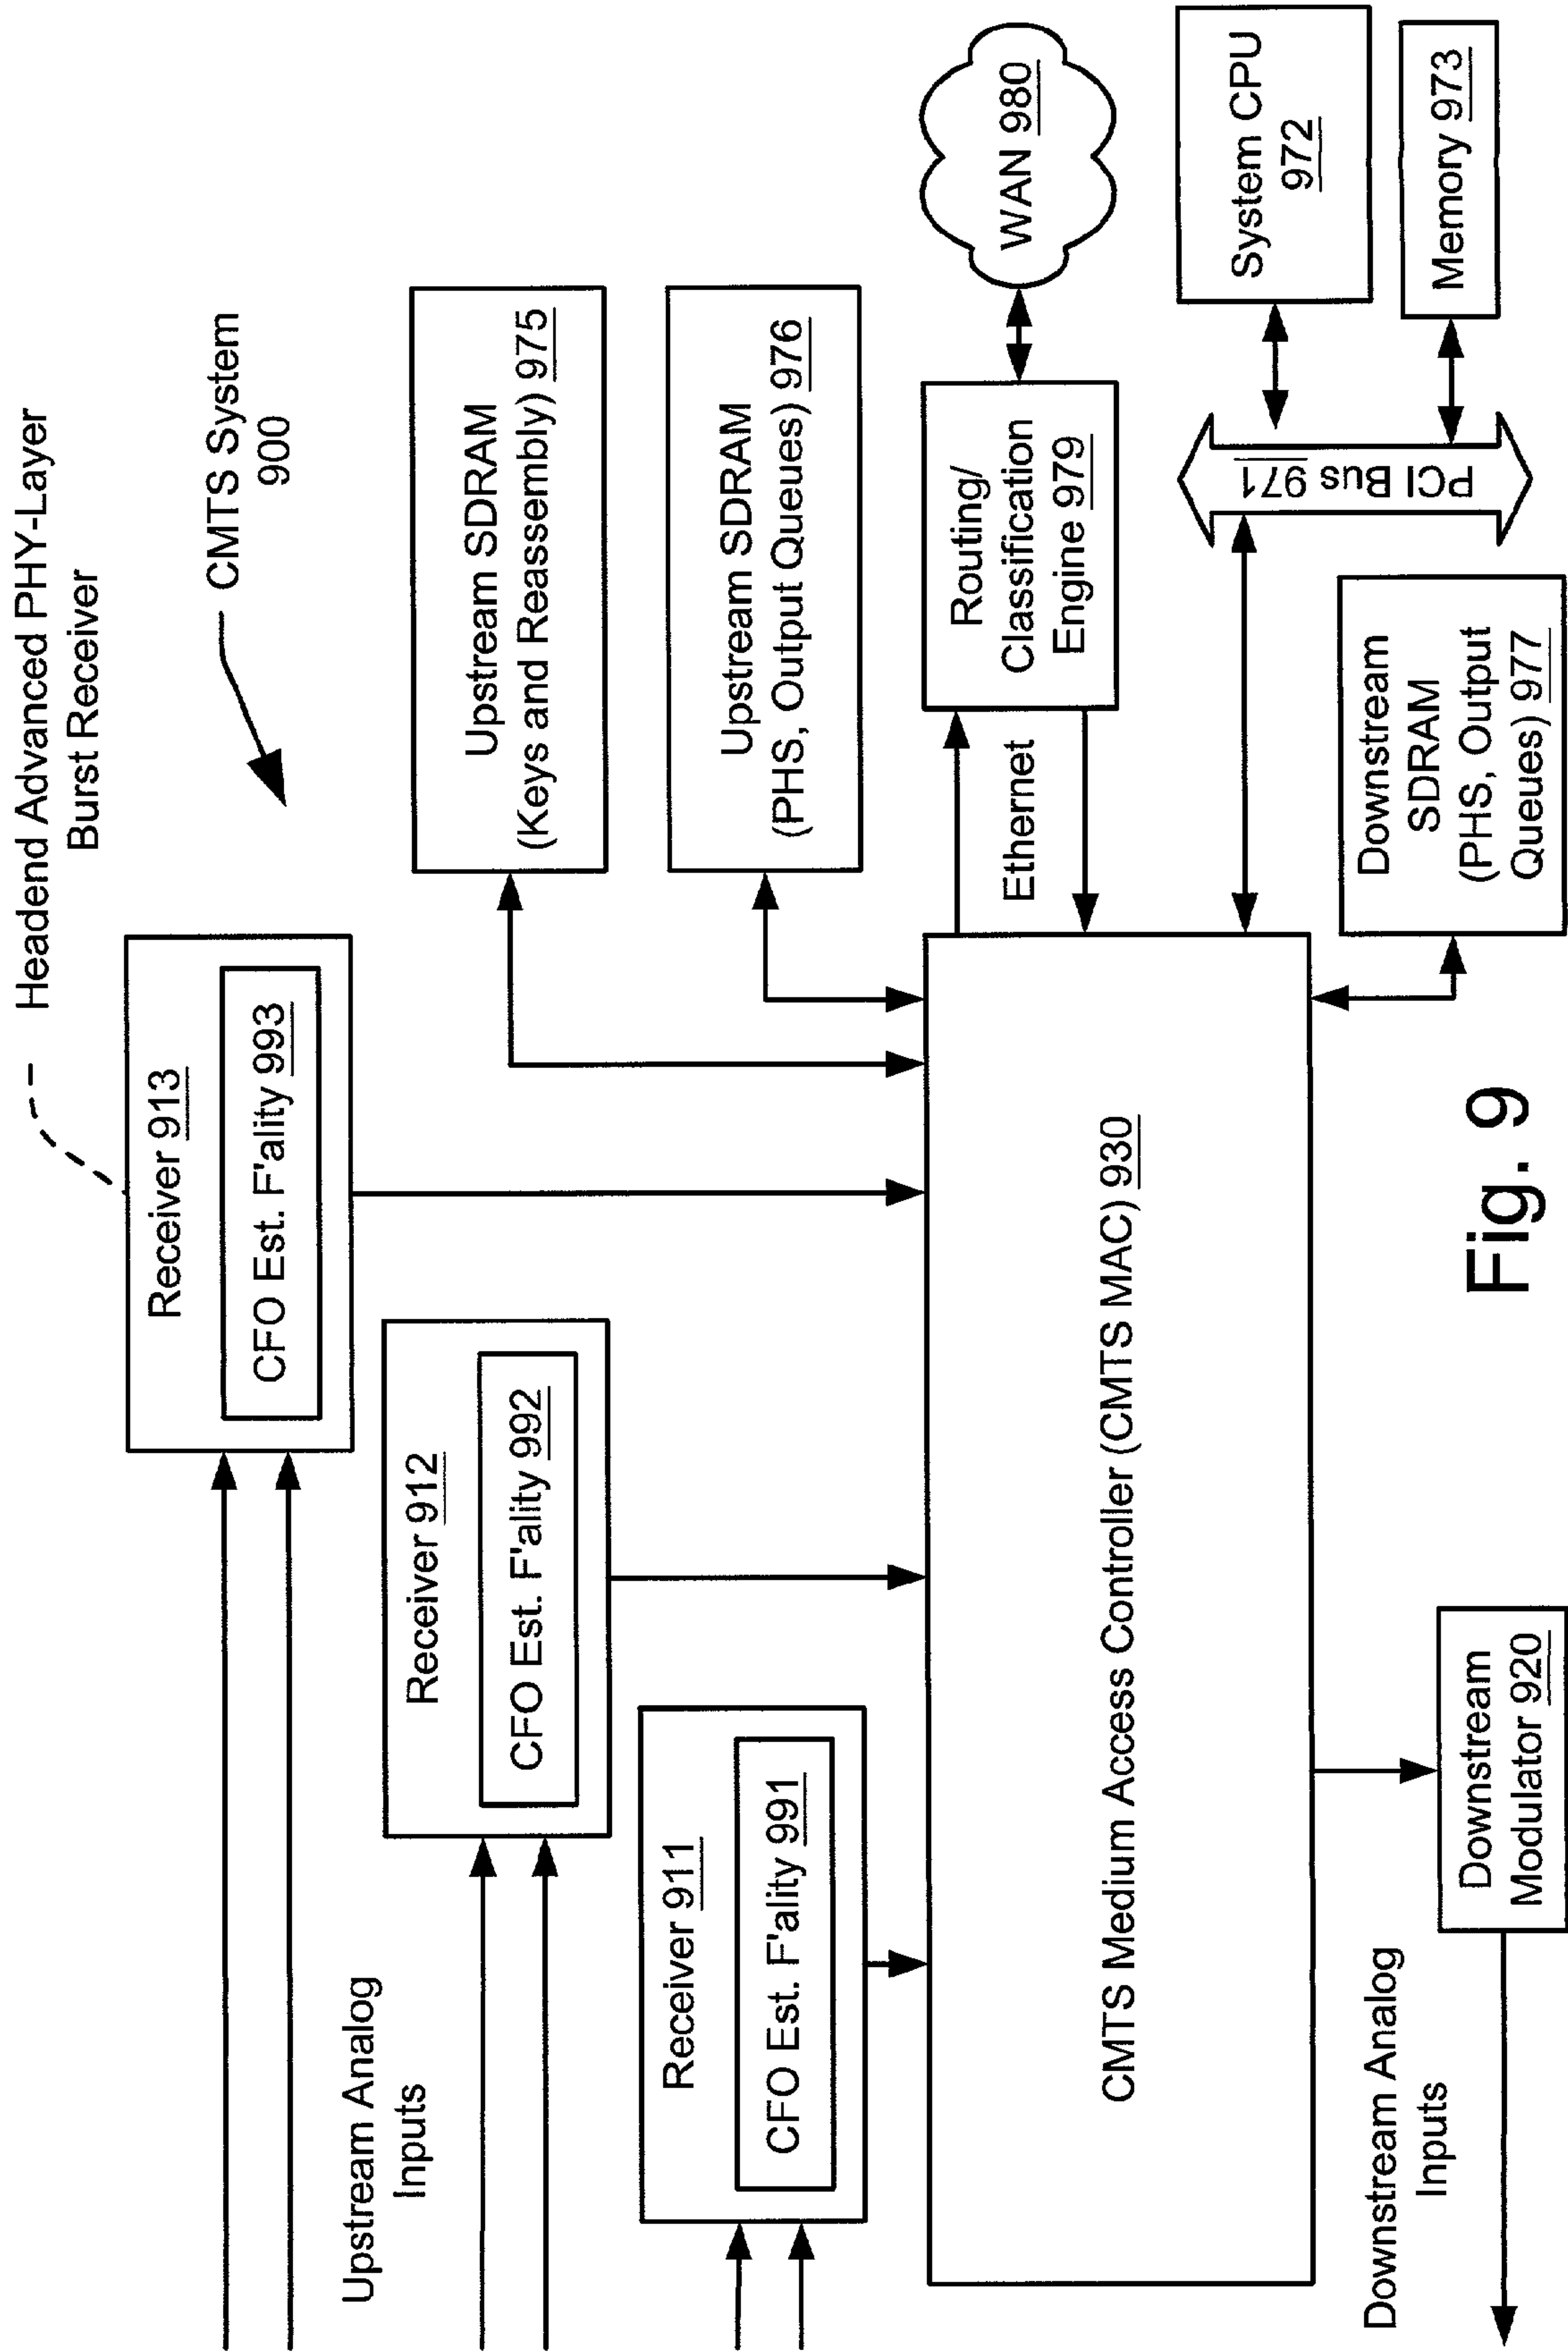 Headend Advanced PHY-Layer
Burst Receiver
CMTS System
900
Receiver 913
CFO Est. F'ality 993
Upstream Analog
Inputs
Receiver 912
CFO Est. F'ality 992
Receiver 911
CFO Est. F'ality 991
Upstream SDRAM
(Keys and Reassembly) 975
Upstream SDRAM
(PHS, Output Queues) 976
CMTS Medium Access Controller (CMTS MAC) 930
Ethernet
Routing/
Classification
Engine 979
WAN 980
PCI Bus 971
System CPU
972
Memory 973
Downstream
SDRAM
(PHS, Output
Queues) 977
Downstream Analog
Inputs
Downstream
Modulator 920
Fig. 9